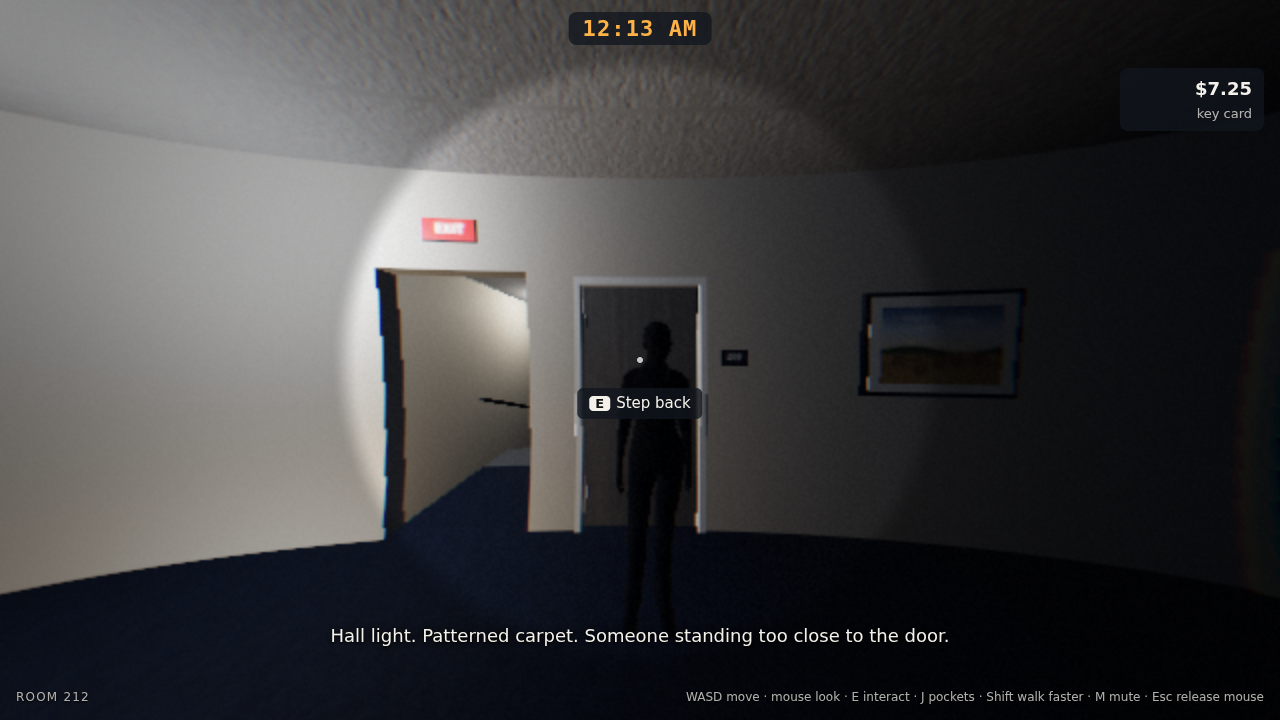 12:13 AM
$7.25
key card
EXIT
E Step back
Hall light. Patterned carpet. Someone standing too close to the door.
ROOM 212
WASD move · mouse look · E interact · J pockets · Shift walk faster · M mute · Esc release mouse